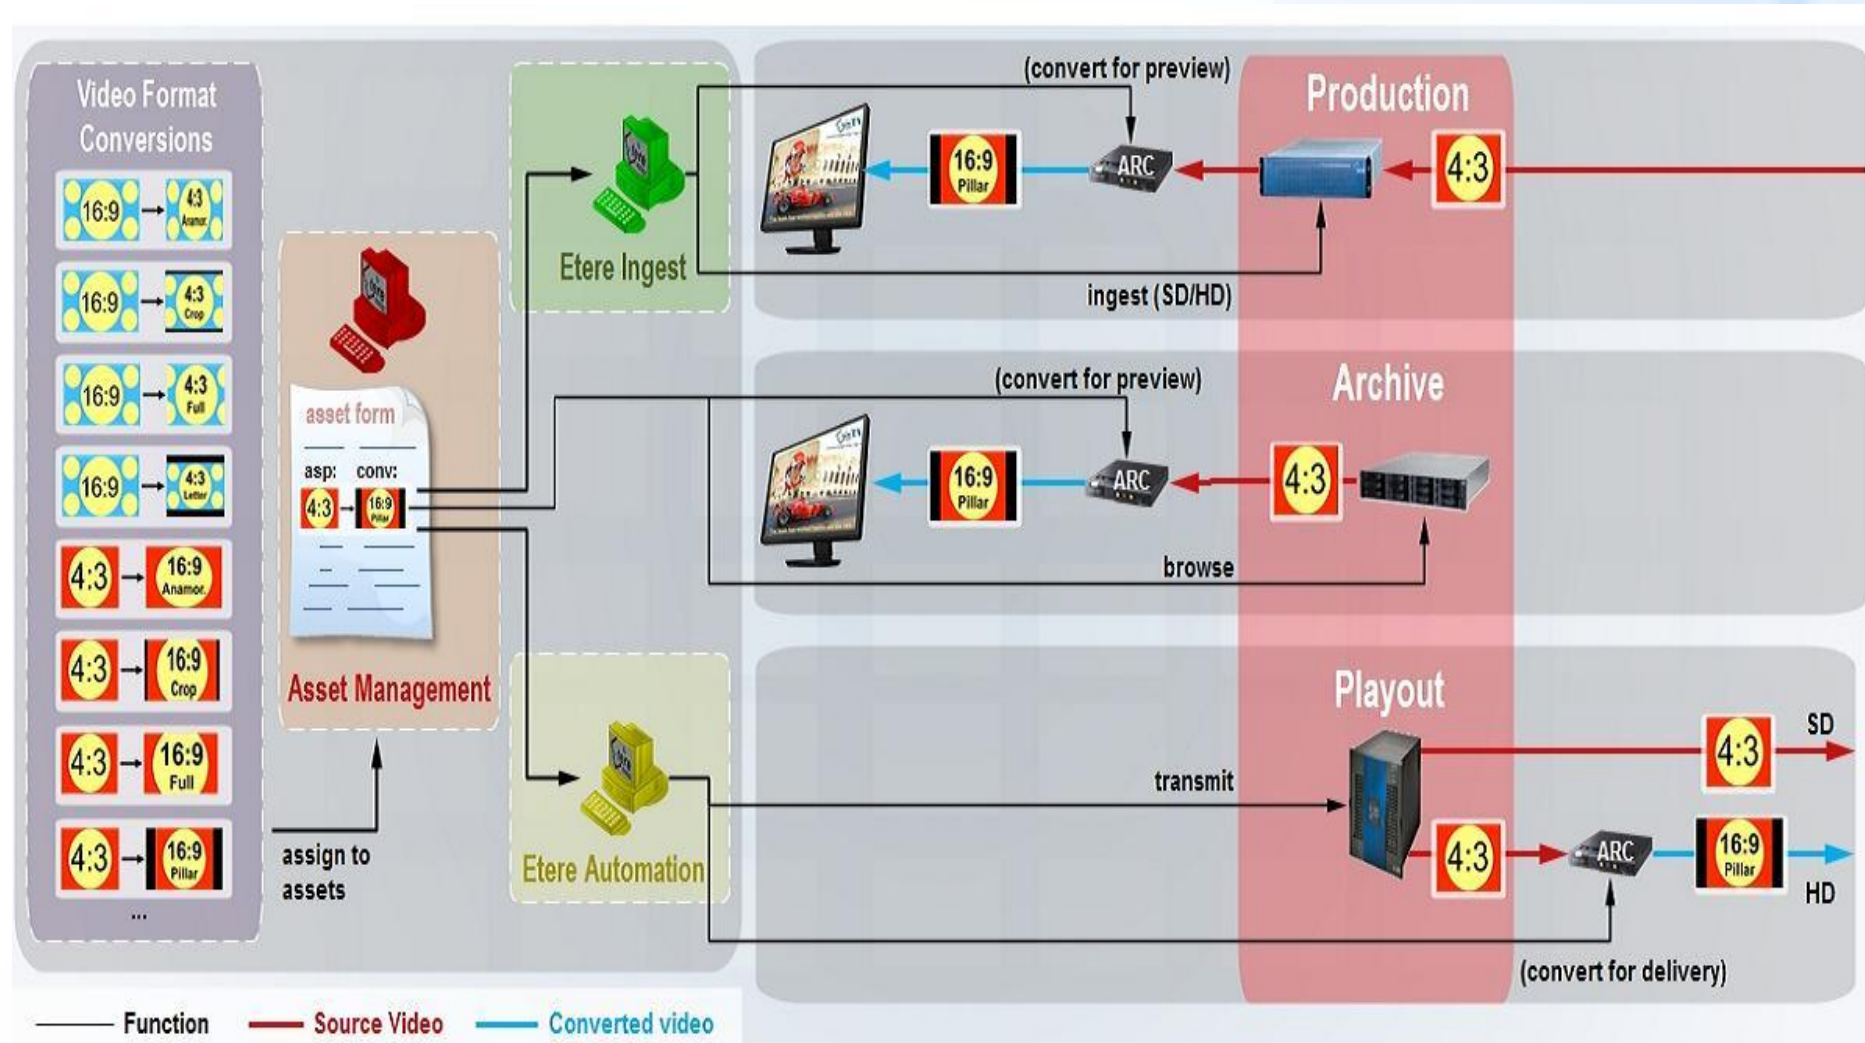 Video Format
Conversions
16:9
4:3
Anamor.
16:9
4:3
Crop
16:9
4:3
Full
16:9
4:3
Letter
4:3
16:9
Anamor.
4:3
16:9
Crop
4:3
16:9
Full
4:3
16:9
Pillar
...
assign to
assets
asset form
asp: conv:
4:3
16:9
Pillar
Asset Management
Etere Ingest
Etere Automation
(convert for preview)
16:9
Pillar
ARC
Production
4:3
ingest (SD/HD)
(convert for preview)
16:9
Pillar
ARC
Archive
4:3
browse
Playout
transmit
4:3
SD
4:3
ARC
16:9
Pillar
HD
(convert for delivery)
Function
Source Video
Converted video